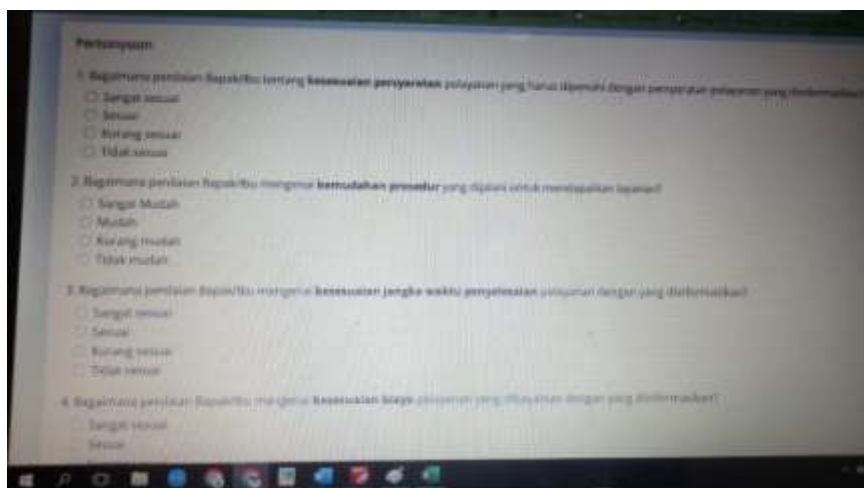 Pertanyaan
1. Bagaimana penilaian Bapak/Ibu tentang kesesuaian persyaratan pelayanan yang harus dipenuhi dengan persyaratan pelayanan yang diinformasikan?
Sangat sesuai
Sesuai
Kurang sesuai
Tidak sesuai
2. Bagaimana penilaian Bapak/Ibu mengenai kemudahan prosedur yang dijalani untuk mendapatkan layanan?
Sangat Mudah
Mudah
Kurang mudah
Tidak mudah
3. Bagaimana penilaian Bapak/Ibu mengenai kesesuaian jangka waktu penyelesaian pelayanan dengan yang diinformasikan?
Sangat sesuai
Sesuai
Kurang sesuai
Tidak sesuai
4. Bagaimana penilaian Bapak/Ibu mengenai kesesuaian biaya pelayanan yang dibayarkan dengan yang diinformasikan?
Sangat sesuai
Sesuai